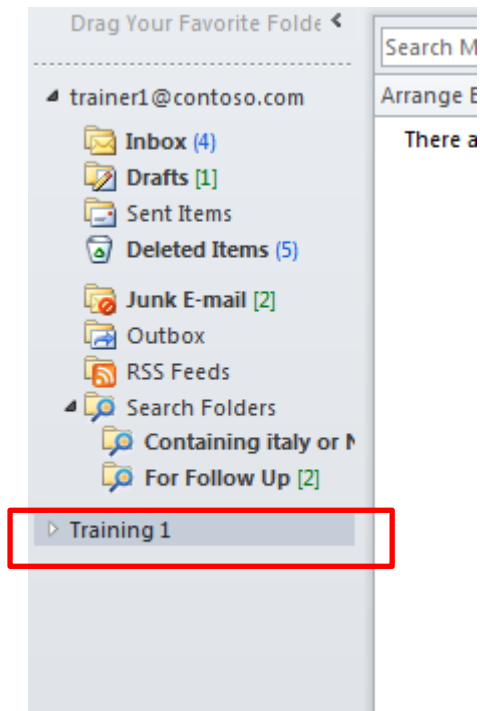 Drag Your Favorite Folde
Search M
trainer1@contoso.com
Arrange B
Inbox (4)
There a
Drafts [1]
Sent Items
Deleted Items (5)
Junk E-mail [2]
Outbox
RSS Feeds
Search Folders
Containing italy or N
For Follow Up [2]
Training 1